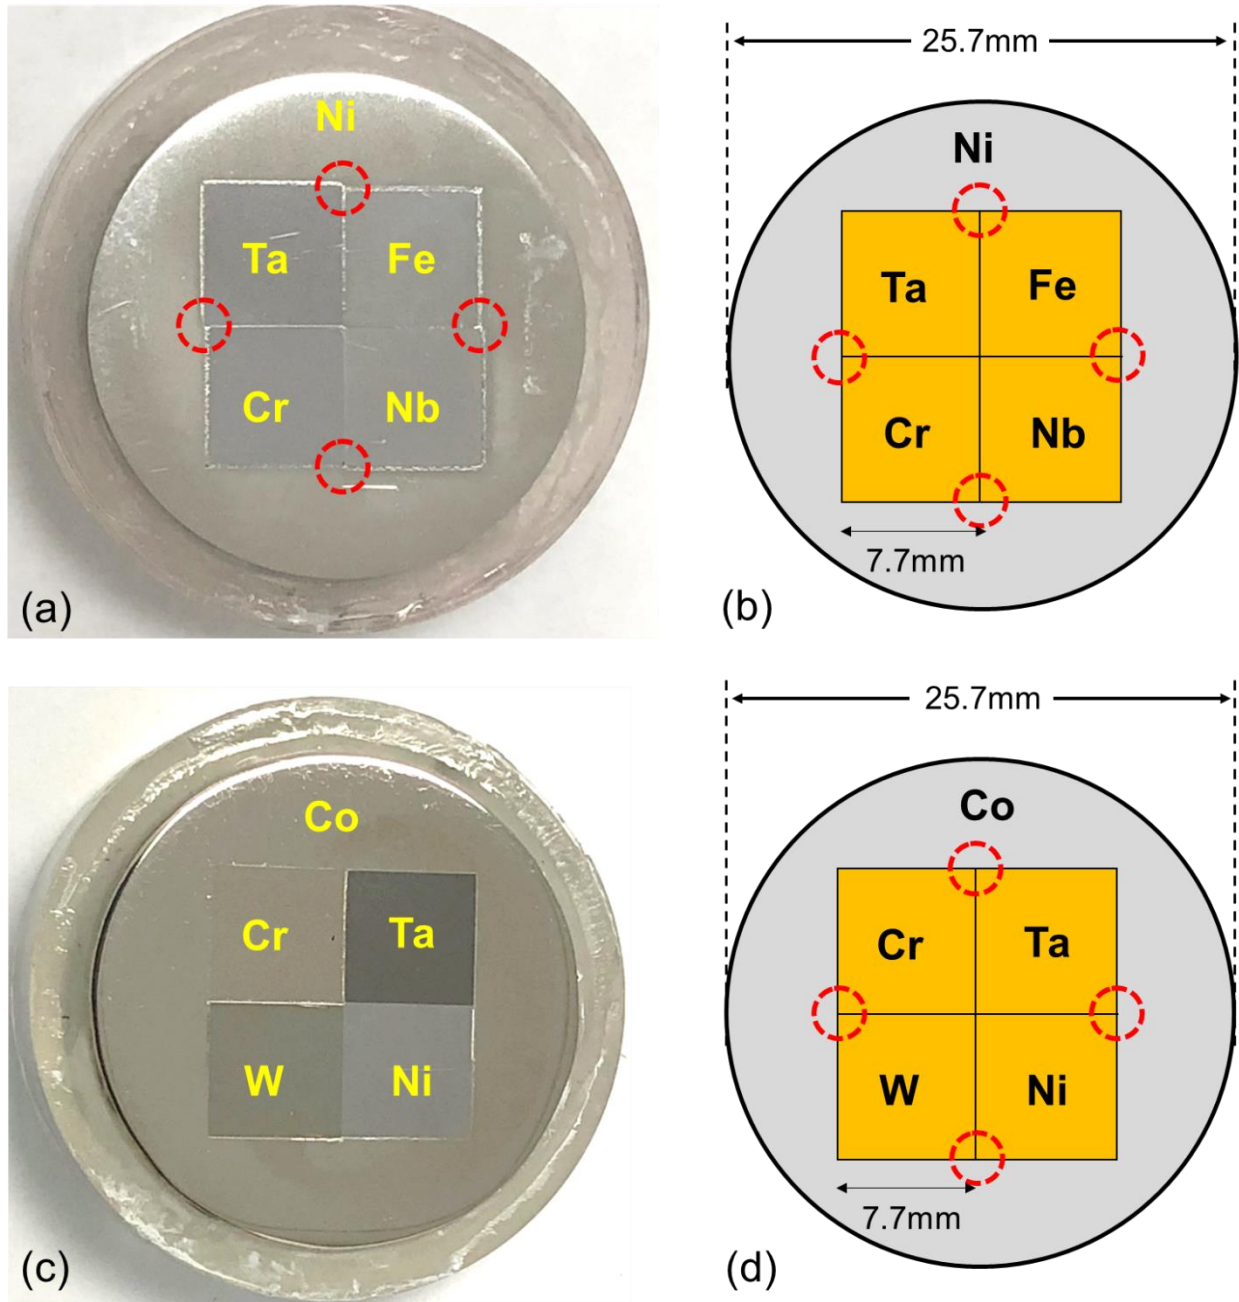 Ni
Ta Fe
Cr Nb
(a)
25.7mm
Ni
Ta Fe
Cr Nb
7.7mm
(b)
Co
Cr Ta
W Ni
(c)
25.7mm
Co
Cr Ta
W Ni
7.7mm
(d)